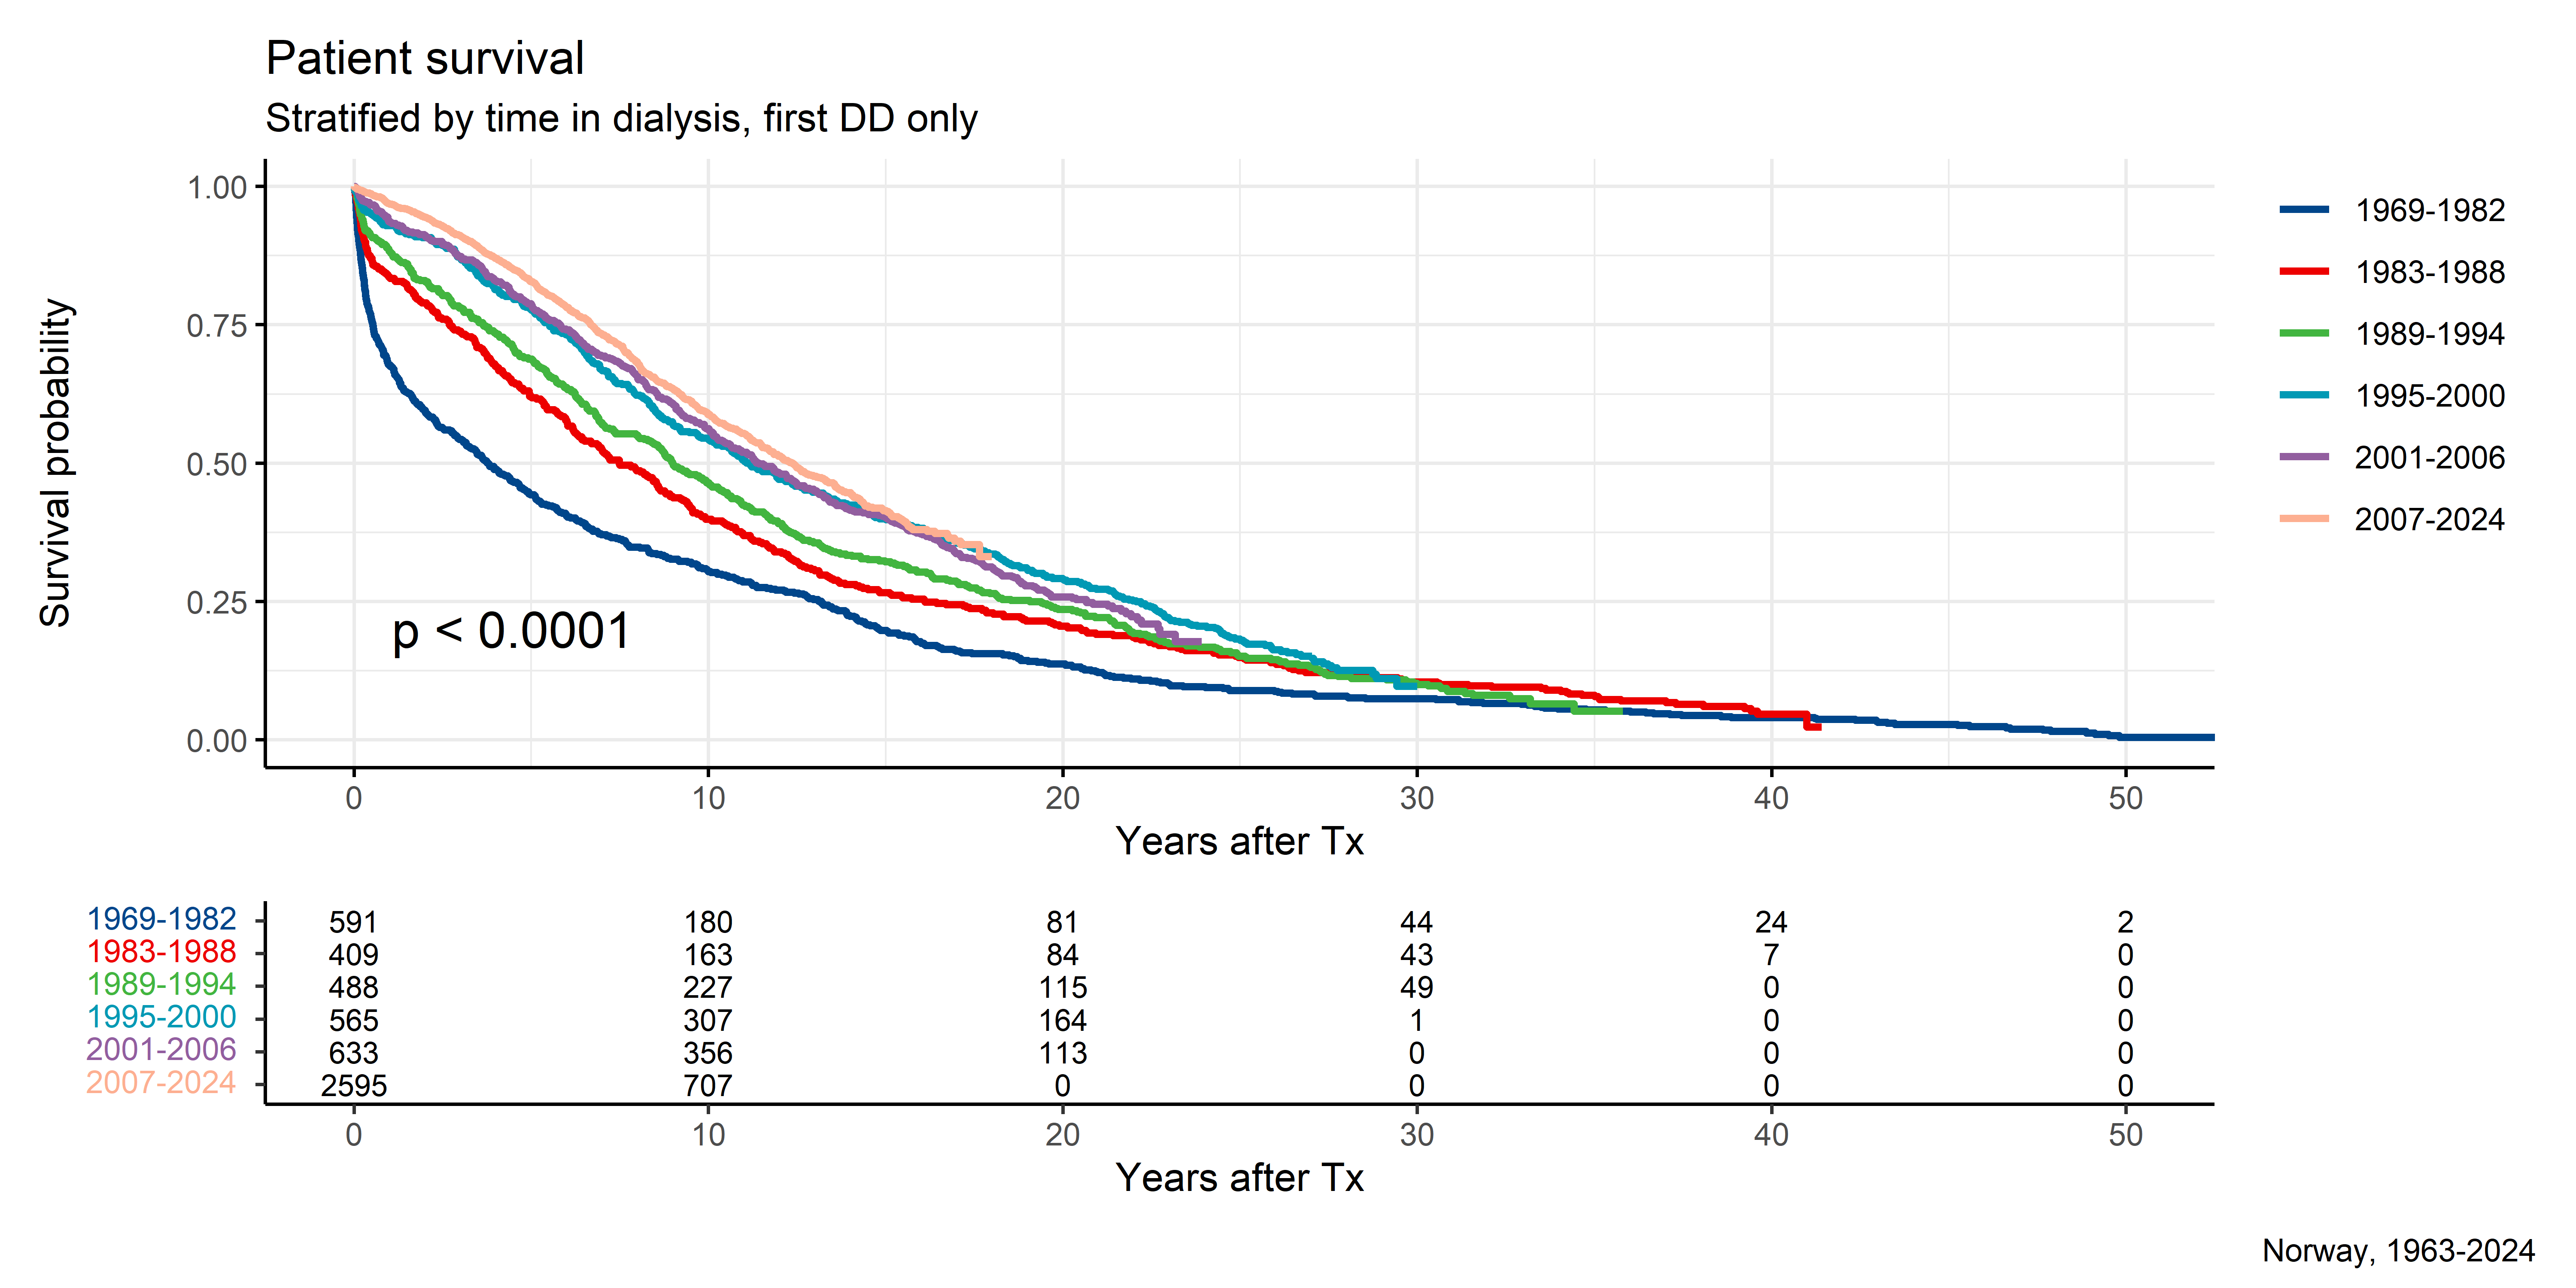 Patient survival
Stratified by time in dialysis, first DD only
Survival probability
1.00
0.75
0.50
0.25
0.00
p < 0.0001
0 10 20 30 40 50
Years after Tx
1969-1982
1983-1988
1989-1994
1995-2000
2001-2006
2007-2024
1969-1982 591 180 81 44 24 2
1983-1988 409 163 84 43 7 0
1989-1994 488 227 115 49 0 0
1995-2000 565 307 164 1 0 0
2001-2006 633 356 113 0 0 0
2007-2024 2595 707 0 0 0 0
0 10 20 30 40 50
Years after Tx
Norway, 1963-2024